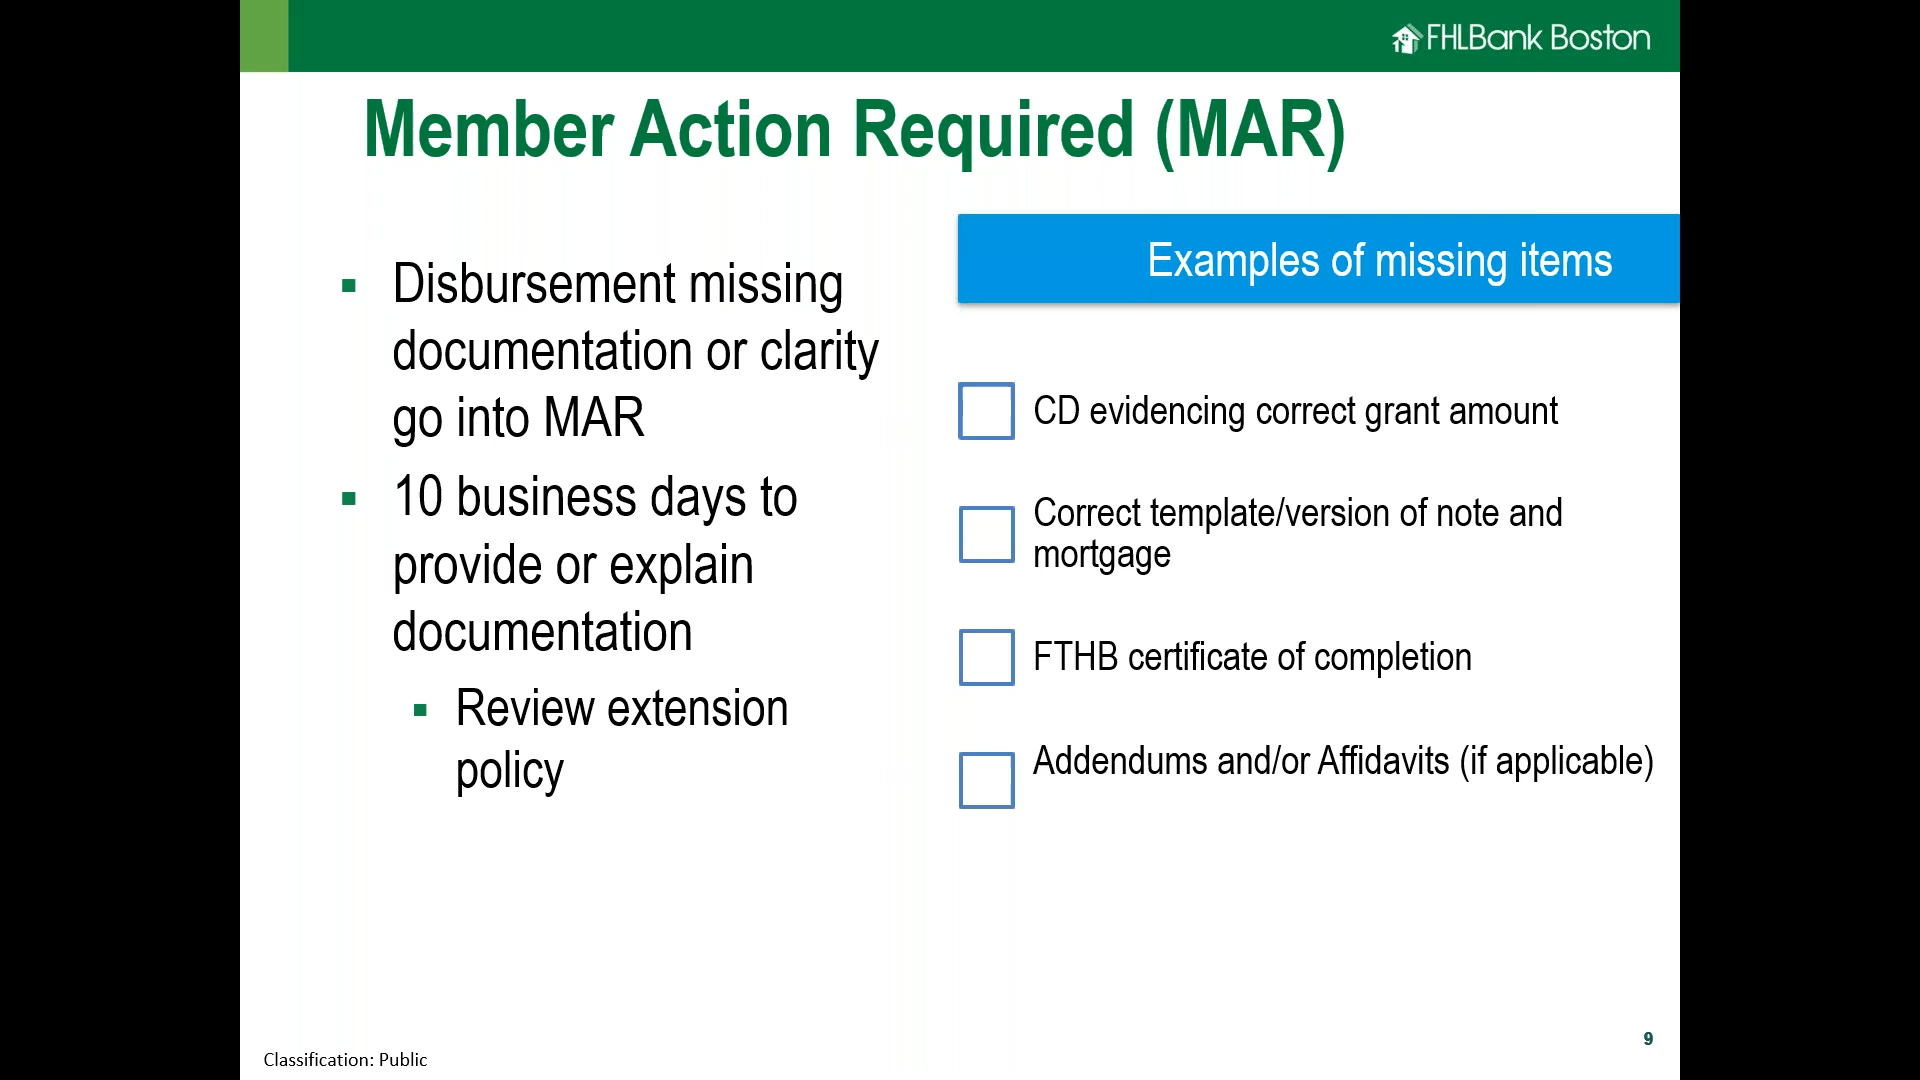 FHLBank Boston
Member Action Required (MAR)
Disbursement missing
documentation or clarity
go into MAR
10 business days to
provide or explain
documentation
Review extension
policy
Examples of missing items
CD evidencing correct grant amount
Correct template/version of note and
mortgage
FTHB certificate of completion
Addendums and/or Affidavits (if applicable)
9
Classification: Public